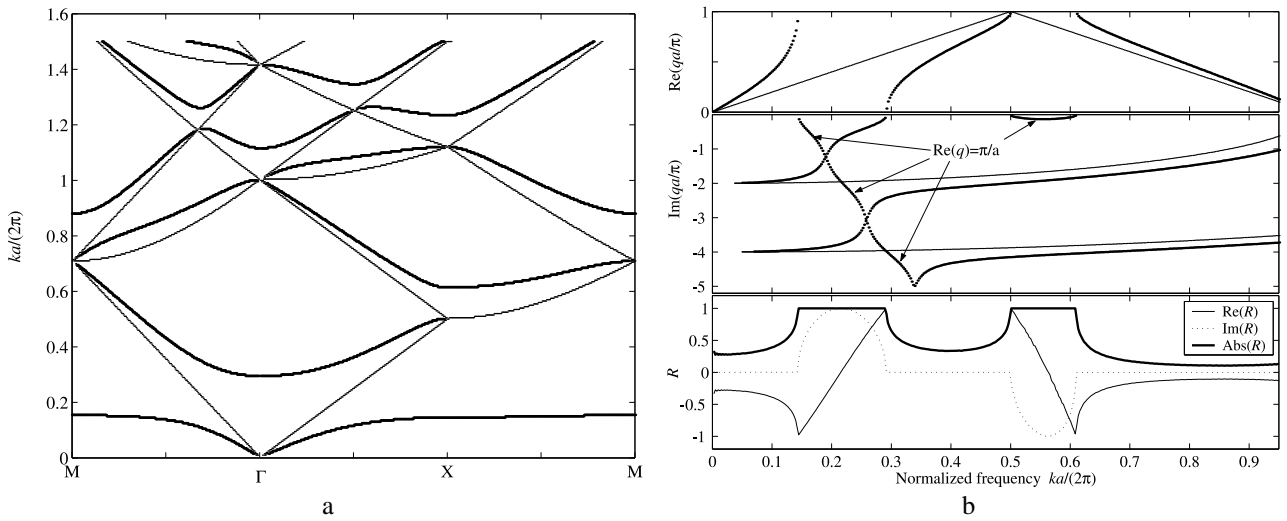 1.6
1.4
1.2
1
0.8
0.6
0.4
0.2
0
ka/(2π)
M Γ X M
a
1
0
Re(qa/π)
-1
-2
-3
-4
-5
Im(qa/π)
Re(q)=π/a
1
0.5
0
-0.5
-1
R
Re(R)
Im(R)
Abs(R)
0 0.1 0.2 0.3 0.4 0.5 0.6 0.7 0.8 0.9
Normalized frequency ka/(2π)
b